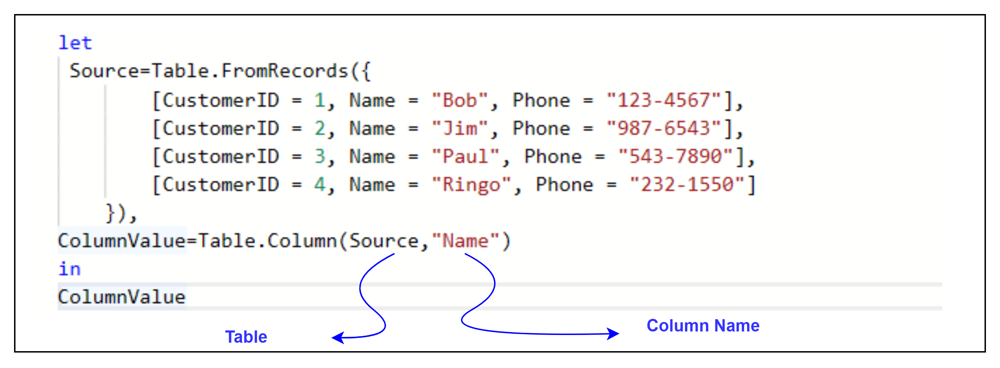 let
Source=Table.FromRecords({
[CustomerID = 1, Name = "Bob", Phone = "123-4567"],
[CustomerID = 2, Name = "Jim", Phone = "987-6543"],
[CustomerID = 3, Name = "Paul", Phone = "543-7890"],
[CustomerID = 4, Name = "Ringo", Phone = "232-1550"]
}),
ColumnValue=Table.Column(Source,"Name")
in
ColumnValue
Table
Column Name